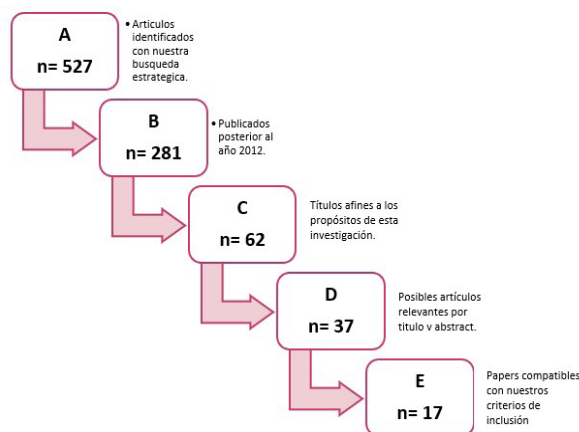 A
n= 527
• Articulos
identificados
con nuestra
busqueda
estrategica.
B
n= 281
• Publicados
posterior al
año 2012.
C
n= 62
Títulos afines a los
propósitos de esta
investigación.
D
n= 37
Posibles artículos
relevantes por
titulo v abstract.
E
n= 17
Papers compatibles
con nuestros
criterios de
inclusión